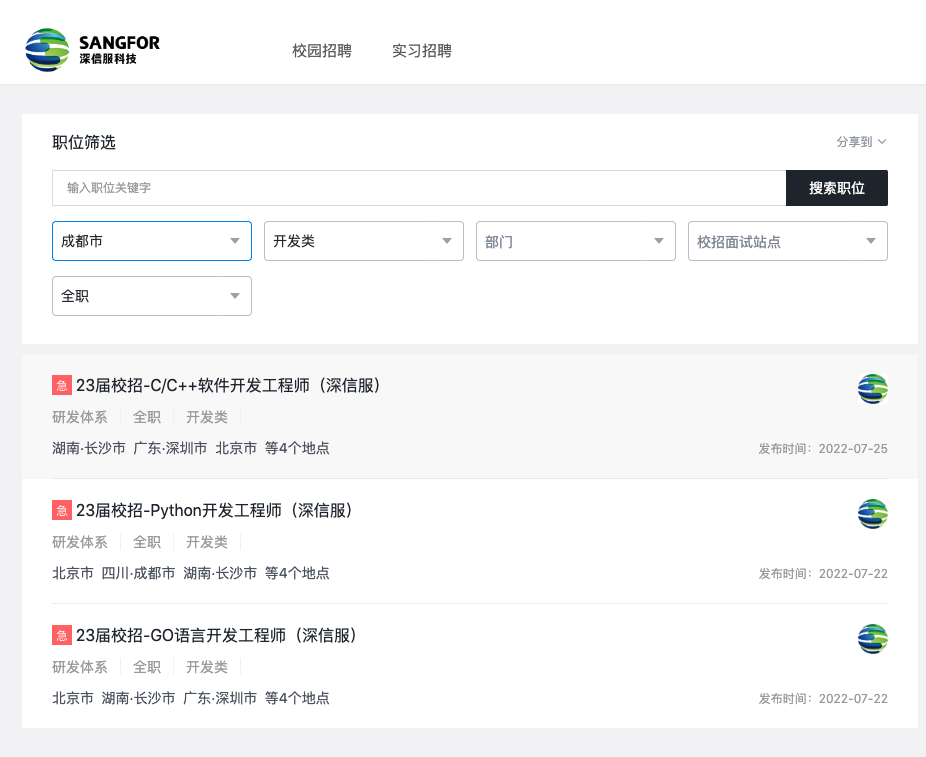 SANGFOR
深信服科技
校园招聘 实习招聘
职位筛选 分享到
输入职位关键字 搜索职位
成都市 开发类 部门 校招面试站点
全职
急 23届校招-C/C++软件开发工程师（深信服）
研发体系 全职 开发类
湖南·长沙市 广东·深圳市 北京市 等4个地点 发布时间：2022-07-25
急 23届校招-Python开发工程师（深信服）
研发体系 全职 开发类
北京市 四川·成都市 湖南·长沙市 等4个地点 发布时间：2022-07-22
急 23届校招-GO语言开发工程师（深信服）
研发体系 全职 开发类
北京市 湖南·长沙市 广东·深圳市 等4个地点 发布时间：2022-07-22